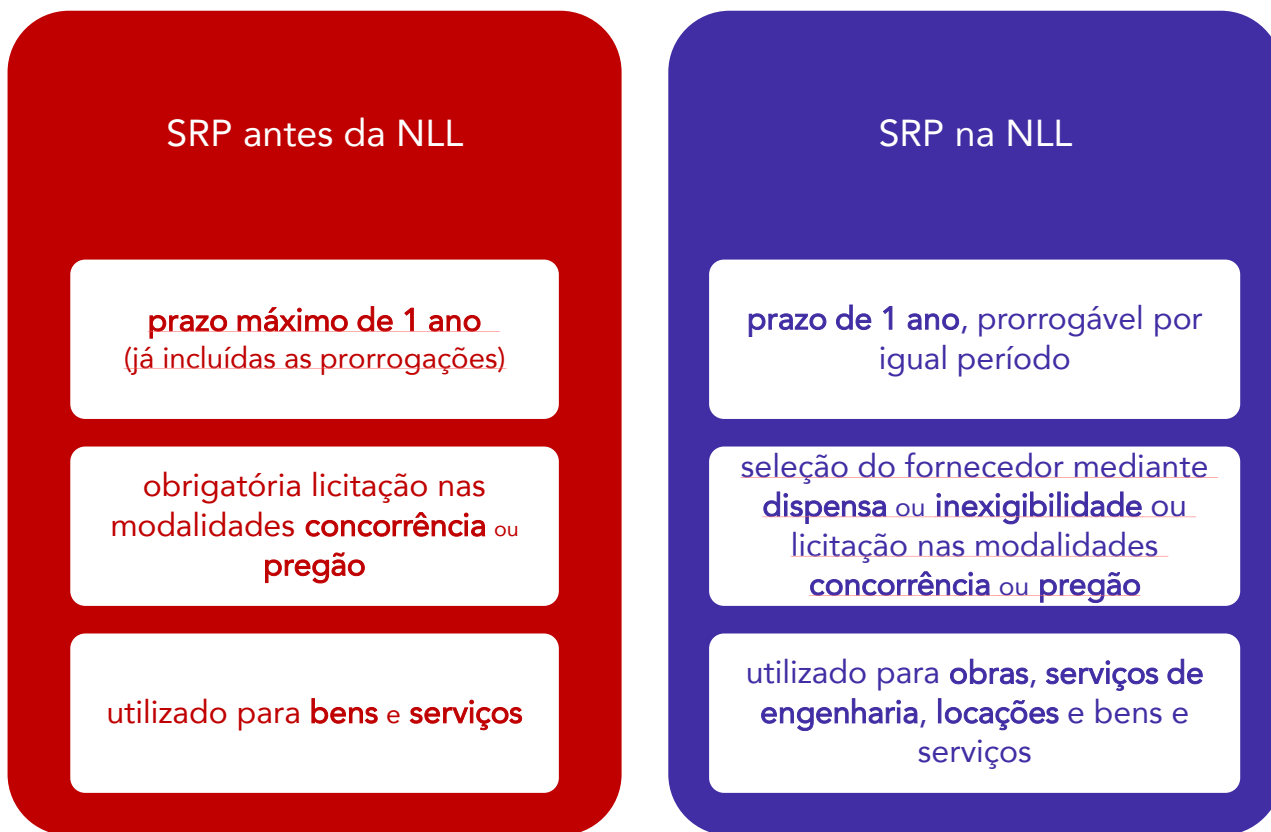 SRP antes da NLL
prazo máximo de 1 ano
(já incluídas as prorrogações)
obrigatória licitação nas
modalidades concorrência ou
pregão
utilizado para bens e serviços
SRP na NLL
prazo de 1 ano, prorrogável por
igual período
seleção do fornecedor mediante
dispensa ou inexigibilidade ou
licitação nas modalidades
concorrência ou pregão
utilizado para obras, serviços de
engenharia, locações e bens e
serviços